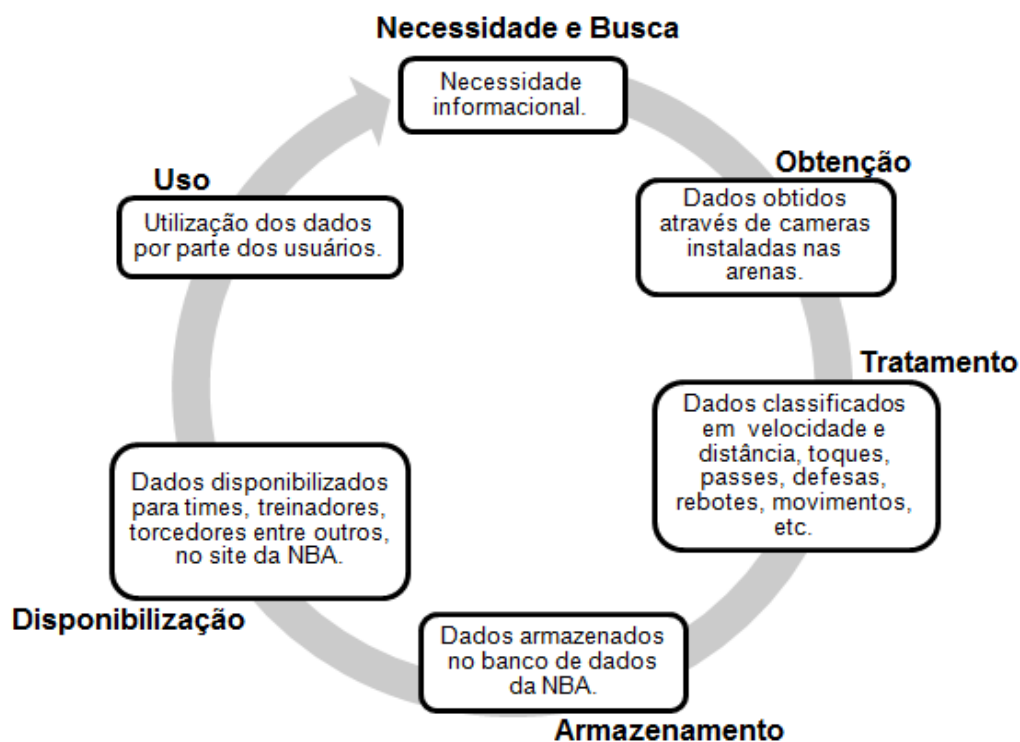 Necessidade e Busca
Necessidade
informacional.
Obtenção
Dados obtidos
através de cameras
instaladas nas
arenas.
Tratamento
Dados classificados
em velocidade e
distância, toques,
passes, defesas,
rebotes, movimentos,
etc.
Dados armazenados
no banco de dados
da NBA.
Armazenamento
Dados disponibilizados
para times, treinadores,
torcedores entre outros,
no site da NBA.
Disponibilização
Uso
Utilização dos dados
por parte dos usuários.